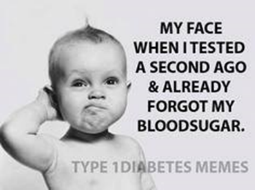 MY FACE
WHEN I TESTED
A SECOND AGO
& ALREADY
FORGOT MY
BLOODSUGAR.
TYPE 1DIABETES MEMES